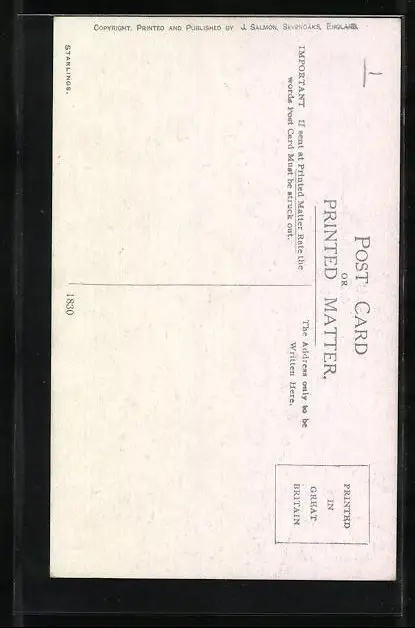 POST CARD
OR
PRINTED MATTER.
IMPORTANT If sent at Printed Matter Rate the
words Post Card Must be struck out.
The Address only to be
Written Here.
PRINTED
IN
GREAT
BRITAIN
COPYRIGHT, PRINTED AND PUBLISHED BY J. SALMON, SEVENOAKS, ENGLAND.
STARLINGS.
1830